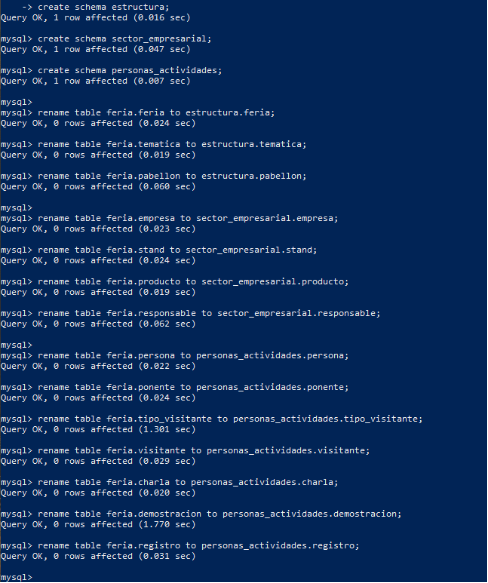 -> create schema estructura;
Query OK, 1 row affected (0.016 sec)
mysql> create schema sector_empresarial;
Query OK, 1 row affected (0.047 sec)
mysql> create schema personas_actividades;
Query OK, 1 row affected (0.007 sec)
mysql>
mysql> rename table feria.feria to estructura.feria;
Query OK, 0 rows affected (0.024 sec)
mysql> rename table feria.tematica to estructura.tematica;
Query OK, 0 rows affected (0.019 sec)
mysql> rename table feria.pabellon to estructura.pabellon;
Query OK, 0 rows affected (0.060 sec)
mysql>
mysql> rename table feria.empresa to sector_empresarial.empresa;
Query OK, 0 rows affected (0.023 sec)
mysql> rename table feria.stand to sector_empresarial.stand;
Query OK, 0 rows affected (0.024 sec)
mysql> rename table feria.producto to sector_empresarial.producto;
Query OK, 0 rows affected (0.019 sec)
mysql> rename table feria.responsable to sector_empresarial.responsable;
Query OK, 0 rows affected (0.062 sec)
mysql>
mysql> rename table feria.persona to personas_actividades.persona;
Query OK, 0 rows affected (0.022 sec)
mysql> rename table feria.ponente to personas_actividades.ponente;
Query OK, 0 rows affected (0.024 sec)
mysql> rename table feria.tipo_visitante to personas_actividades.tipo_visitante;
Query OK, 0 rows affected (1.301 sec)
mysql> rename table feria.visitante to personas_actividades.visitante;
Query OK, 0 rows affected (0.029 sec)
mysql> rename table feria.charla to personas_actividades.charla;
Query OK, 0 rows affected (0.020 sec)
mysql> rename table feria.demostracion to personas_actividades.demostracion;
Query OK, 0 rows affected (1.770 sec)
mysql> rename table feria.registro to personas_actividades.registro;
Query OK, 0 rows affected (0.031 sec)
mysql>